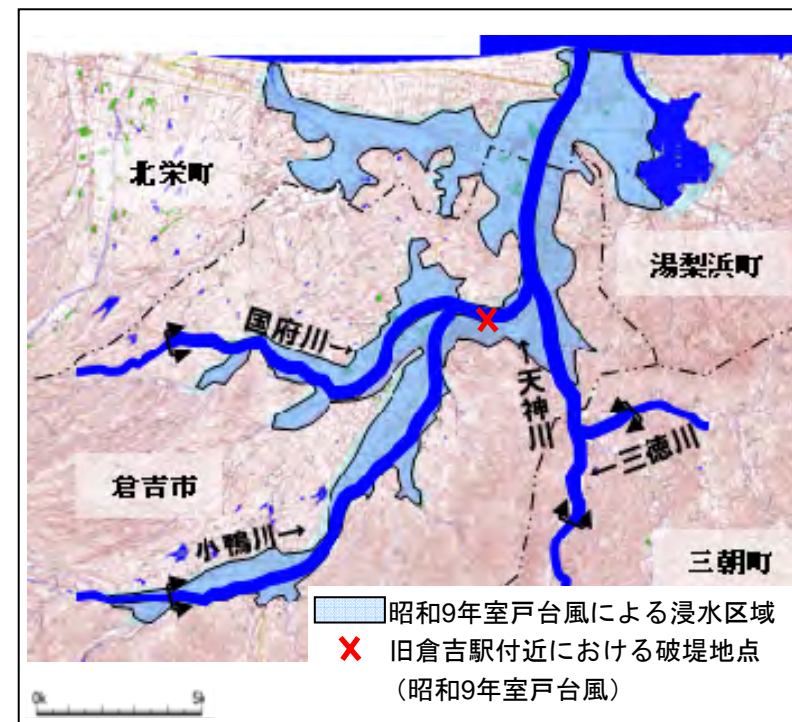 北栄町
湯梨浜町
国府川→
←天神川
倉吉市
←三徳川
小鴨川→
三朝町
昭和9年室戸台風による浸水区域
× 旧倉吉駅付近における破堤地点
（昭和9年室戸台風）
0k 5k